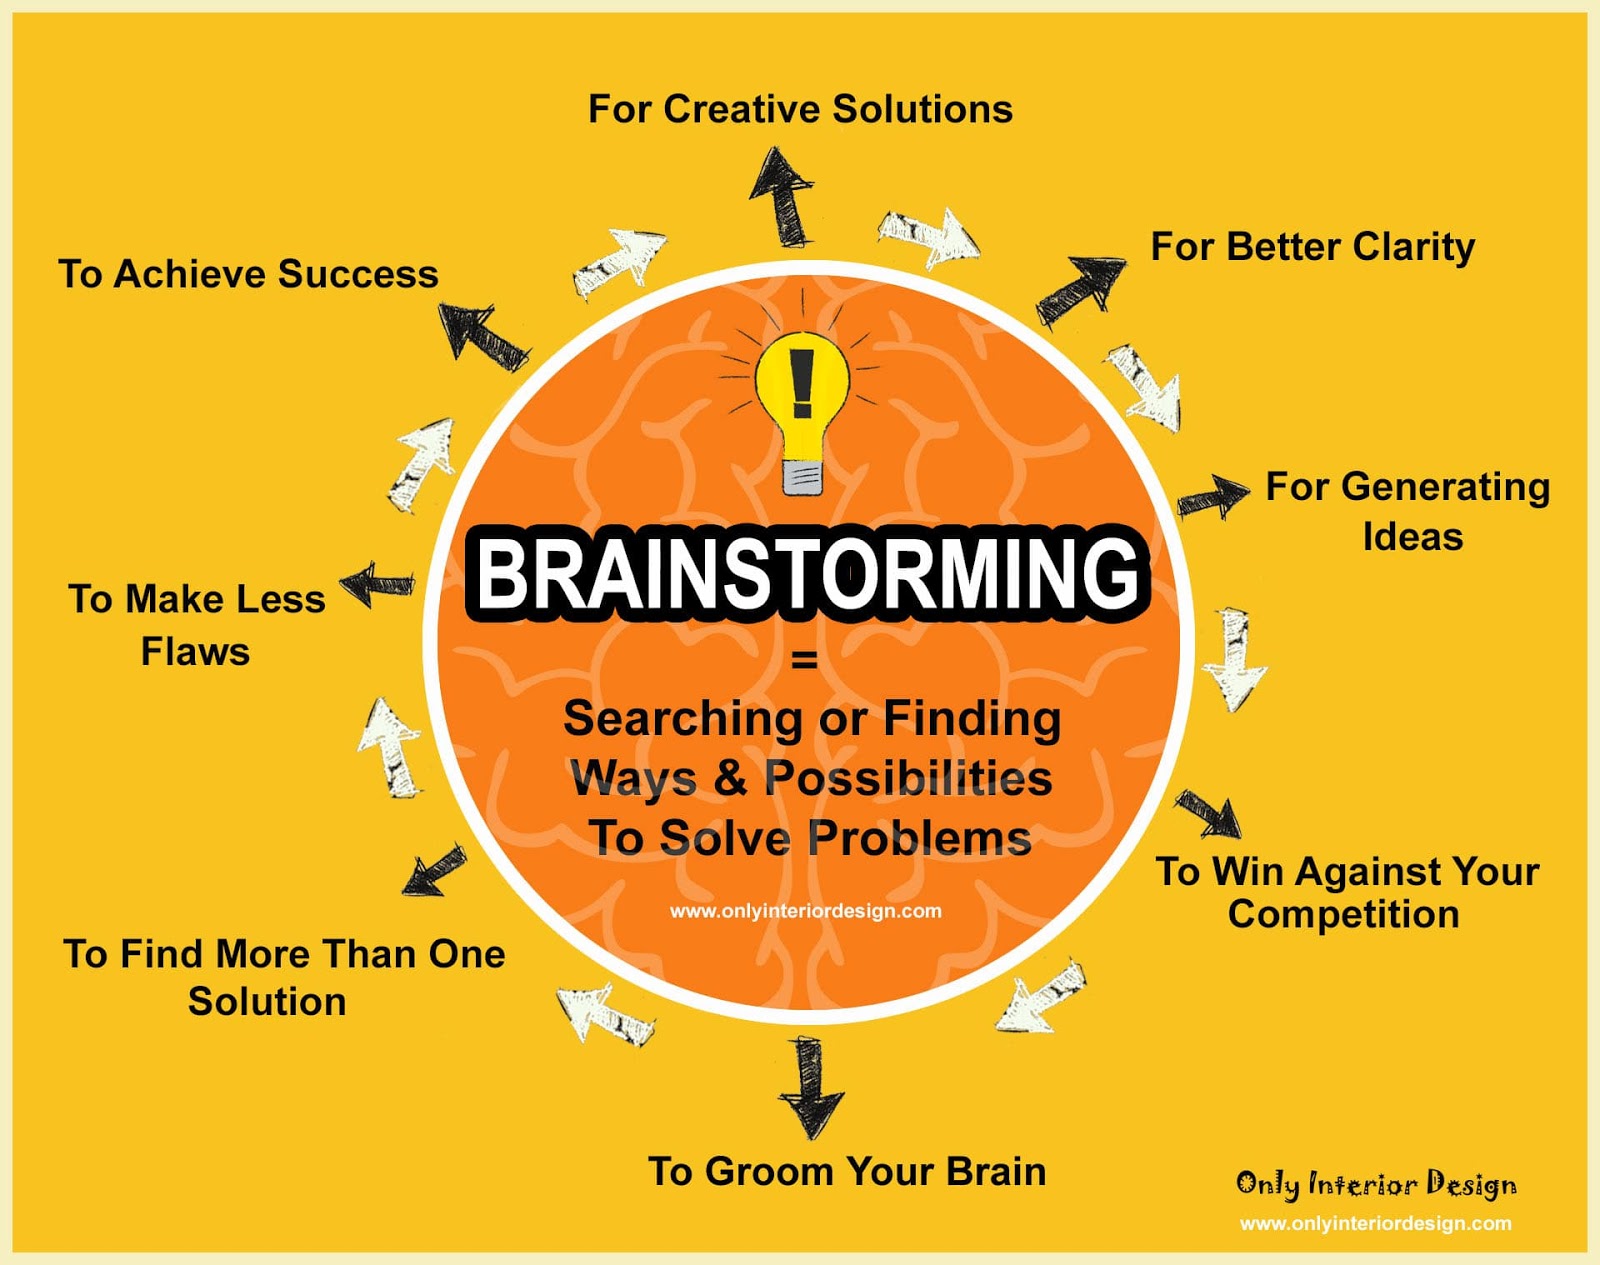 For Creative Solutions
For Better Clarity
For Generating
Ideas
To Win Against Your
Competition
To Groom Your Brain
To Find More Than One
Solution
To Make Less
Flaws
To Achieve Success
!
BRAINSTORMING
=
Searching or Finding
Ways & Possibilities
To Solve Problems
www.onlyinteriordesign.com
Only Interior Design
www.onlyinteriordesign.com